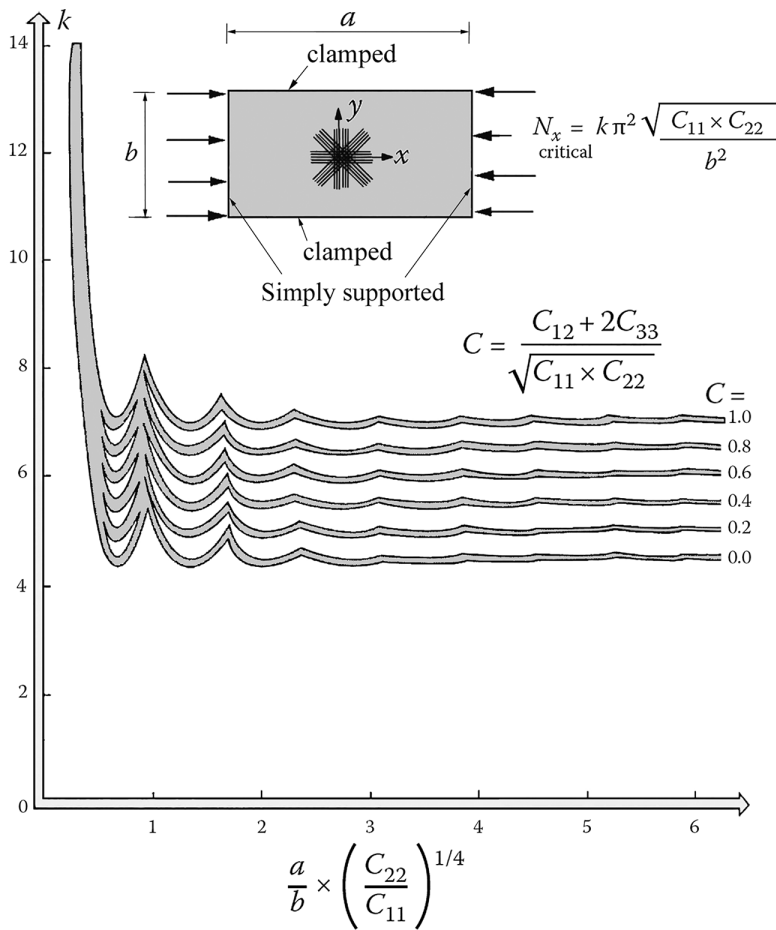 k
a
clamped
14
y
b
x
N_x = k π² √(C₁₁ × C₂₂) / b²
critical
12
clamped
10
Simply supported
C = (C₁₂ + 2C₃₃) / √(C₁₁ × C₂₂)
8
C =
1.0
0.8
6
0.6
0.4
0.2
0.0
4
2
0
1 2 3 4 5 6
a/b × (C₂₂/C₁₁)^1/4